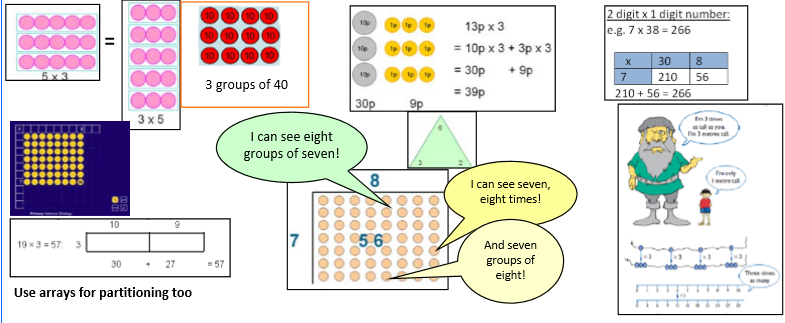 5 x 3
=
3 x 5
10 10 10 10
10 10 10 10
10 10 10 10
3 groups of 40
10p 1p 1p 1p
10p 1p 1p 1p
10p 1p 1p 1p
30p 9p
13p x 3
= 10p x 3 + 3p x 3
= 30p + 9p
= 39p
2 digit x 1 digit number:
e.g. 7 x 38 = 266
x 30 8
7 210 56
210 + 56 = 266
I can see eight
groups of seven!
6
3 2
8
7
56
I can see seven,
eight times!
And seven
groups of
eight!
10 9
19 × 3 = 57: 3
30 + 27 = 57
Use arrays for partitioning too
I'm 3 times
as tall as you.
I'm 3 metres tall.
I'm only
1 metre tall.
x 3 x 3 x 3 x 3
Three times
as many
x 3